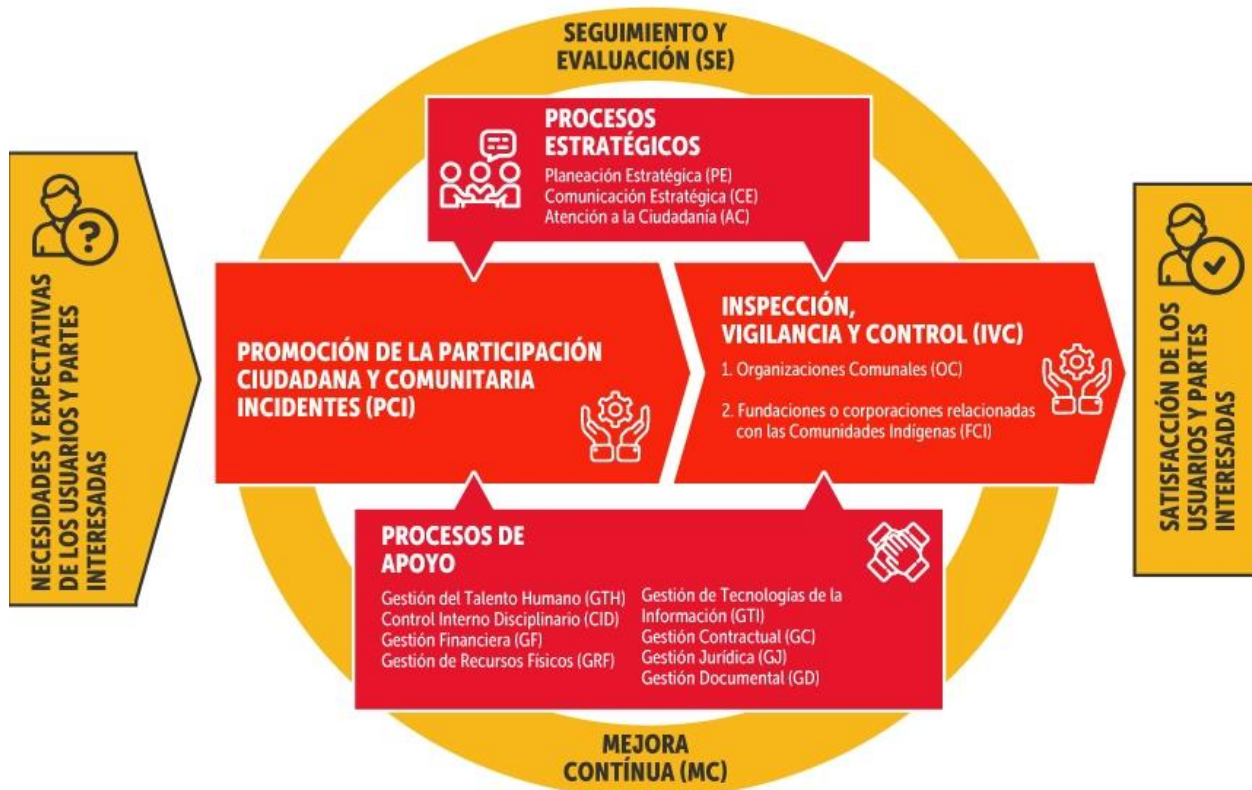 SEGUIMIENTO Y
EVALUACIÓN (SE)
PROCESOS
ESTRATÉGICOS
Planeación Estratégica (PE)
Comunicación Estratégica (CE)
Atención a la Ciudadanía (AC)
NECESIDADES Y EXPECTATIVAS
DE LOS USUARIOS Y PARTES
INTERESADAS
?
PROMOCIÓN DE LA PARTICIPACIÓN
CIUDADANA Y COMUNITARIA
INCIDENTES (PCI)
INSPECCIÓN,
VIGILANCIA Y CONTROL (IVC)
1. Organizaciones Comunales (OC)
2. Fundaciones o corporaciones relacionadas
con las Comunidades Indígenas (FCI)
SATISFACCIÓN DE LOS
USUARIOS Y PARTES
INTERESADAS
PROCESOS DE
APOYO
Gestión del Talento Humano (GTH)
Control Interno Disciplinario (CID)
Gestión Financiera (GF)
Gestión de Recursos Físicos (GRF)
Gestión de Tecnologías de la
Información (GTI)
Gestión Contractual (GC)
Gestión Jurídica (GJ)
Gestión Documental (GD)
MEJORA
CONTÍNUA (MC)